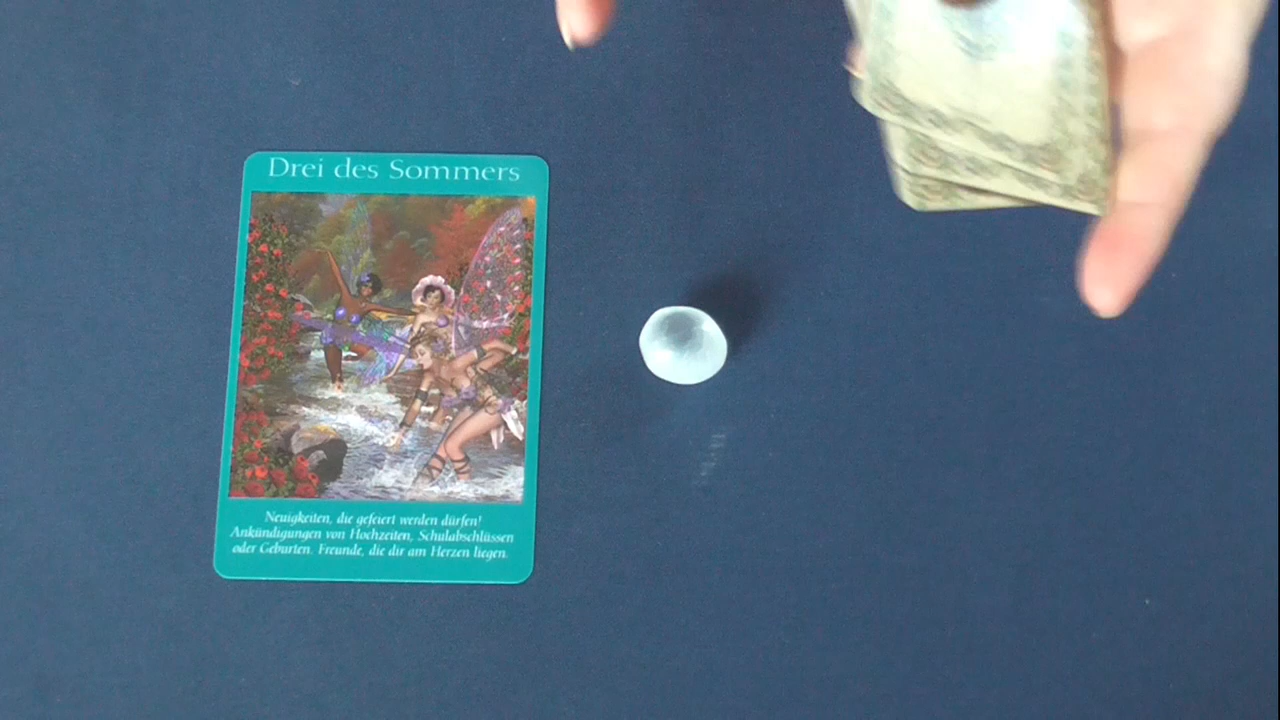 Drei des Sommers
Neuigkeiten, die gefeiert werden dürfen!
Ankündigungen von Hochzeiten, Schulabschlüssen
oder Geburten. Freunde, die dir am Herzen liegen.